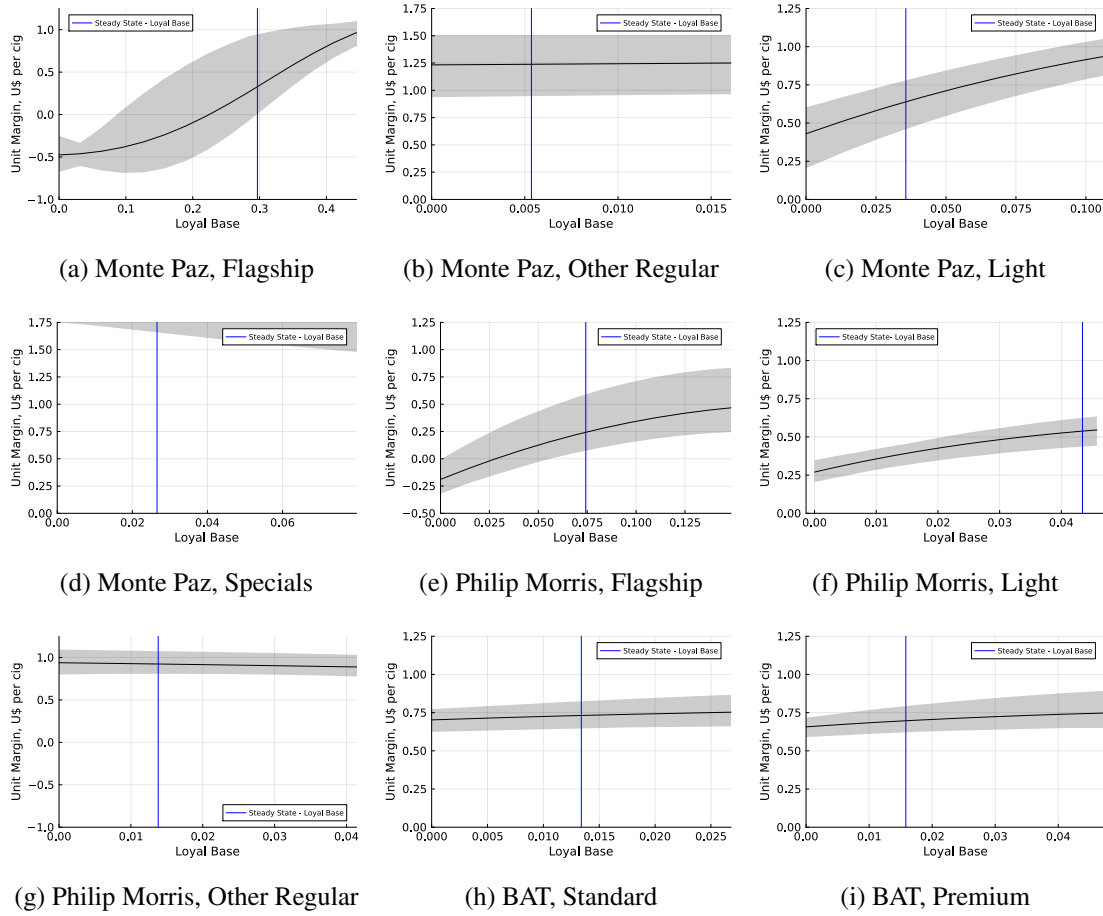 Unit Margin, U$ per cig
1.0
0.5
0.0
−0.5
−1.0
Steady State - Loyal Base
0.0 0.1 0.2 0.3 0.4
Loyal Base
(a) Monte Paz, Flagship
Unit Margin, U$ per cig
1.75
1.50
1.25
1.00
0.75
0.50
0.25
0.00
Steady State - Loyal Base
0.000 0.005 0.010 0.015
Loyal Base
(b) Monte Paz, Other Regular
Unit Margin, U$ per cig
1.25
1.00
0.75
0.50
0.25
0.00
Steady State - Loyal Base
0.000 0.025 0.050 0.075 0.100
Loyal Base
(c) Monte Paz, Light
Unit Margin, U$ per cig
1.75
1.50
1.25
1.00
0.75
0.50
0.25
0.00
Steady State - Loyal Base
0.00 0.02 0.04 0.06
Loyal Base
(d) Monte Paz, Specials
Unit Margin, U$ per cig
1.25
1.00
0.75
0.50
0.25
0.00
−0.25
−0.50
Steady State - Loyal Base
0.000 0.025 0.050 0.075 0.100 0.125
Loyal Base
(e) Philip Morris, Flagship
Unit Margin, U$ per cig
1.25
1.00
0.75
0.50
0.25
0.00
Steady State- Loyal Base
0.00 0.01 0.02 0.03 0.04
Loyal Base
(f) Philip Morris, Light
Unit Margin, U$ per cig
1.0
0.5
0.0
−0.5
−1.0
Steady State - Loyal Base
0.00 0.01 0.02 0.03 0.04
Loyal Base
(g) Philip Morris, Other Regular
Unit Margin, U$ per cig
1.25
1.00
0.75
0.50
0.25
0.00
Steady State - Loyal Base
0.000 0.005 0.010 0.015 0.020 0.025
Loyal Base
(h) BAT, Standard
Unit Margin, U$ per cig
1.25
1.00
0.75
0.50
0.25
0.00
Steady State - Loyal Base
0.00 0.01 0.02 0.03 0.04
Loyal Base
(i) BAT, Premium